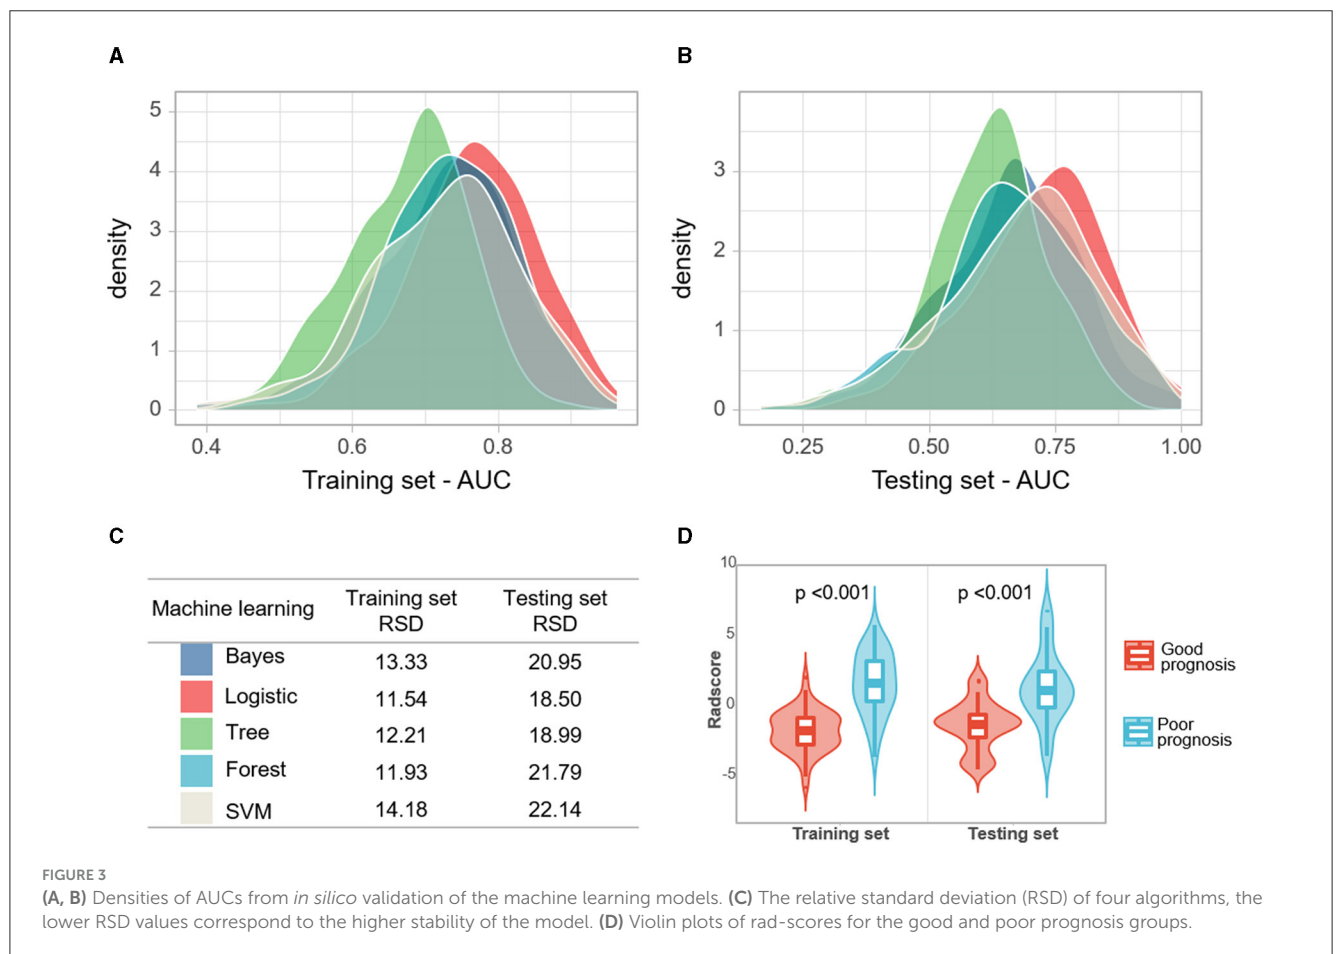 A
5
4
3
2
1
0
density
0.4
0.6
0.8
Training set - AUC
B
3
2
1
0
density
0.25
0.50
0.75
1.00
Testing set - AUC
C
Machine learning
Training set
RSD
Testing set
RSD
Bayes 13.33 20.95
Logistic 11.54 18.50
Tree 12.21 18.99
Forest 11.93 21.79
SVM 14.18 22.14
D
10
5
0
-5
Radscore
p <0.001
p <0.001
Training set
Testing set
Good
prognosis
Poor
prognosis
FIGURE 3
(A, B) Densities of AUCs from in silico validation of the machine learning models. (C) The relative standard deviation (RSD) of four algorithms, the
lower RSD values correspond to the higher stability of the model. (D) Violin plots of rad-scores for the good and poor prognosis groups.